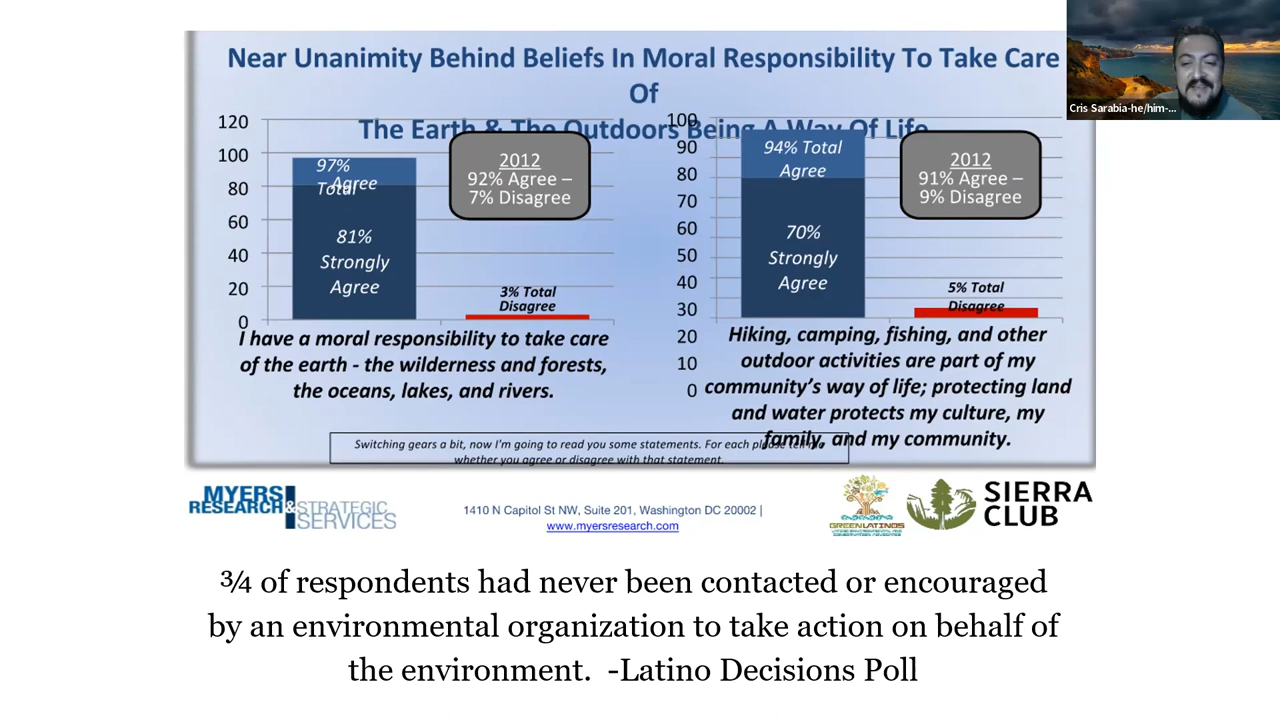 Near Unanimity Behind Beliefs In Moral Responsibility To Take Care
Of
The Earth & The Outdoors Being A Way Of Life
Cris Sarabia-he/him-...
120
100
80
60
40
20
0
97%
Total
Agree
81%
Strongly
Agree
2012
92% Agree –
7% Disagree
3% Total
Disagree
I have a moral responsibility to take care
of the earth - the wilderness and forests,
the oceans, lakes, and rivers.
100
90
80
70
60
50
40
30
20
10
0
94% Total
Agree
70%
Strongly
Agree
2012
91% Agree –
9% Disagree
5% Total
Disagree
Hiking, camping, fishing, and other
outdoor activities are part of my
community's way of life; protecting land
and water protects my culture, my
family, and my community.
Switching gears a bit, now I'm going to read you some statements. For each please tell me
whether you agree or disagree with that statement.
MYERS
RESEARCH & STRATEGIC
SERVICES
1410 N Capitol St NW, Suite 201, Washington DC 20002 |
www.myersresearch.com
GREENLATINOS
SIERRA
CLUB
¾ of respondents had never been contacted or encouraged
by an environmental organization to take action on behalf of
the environment. -Latino Decisions Poll